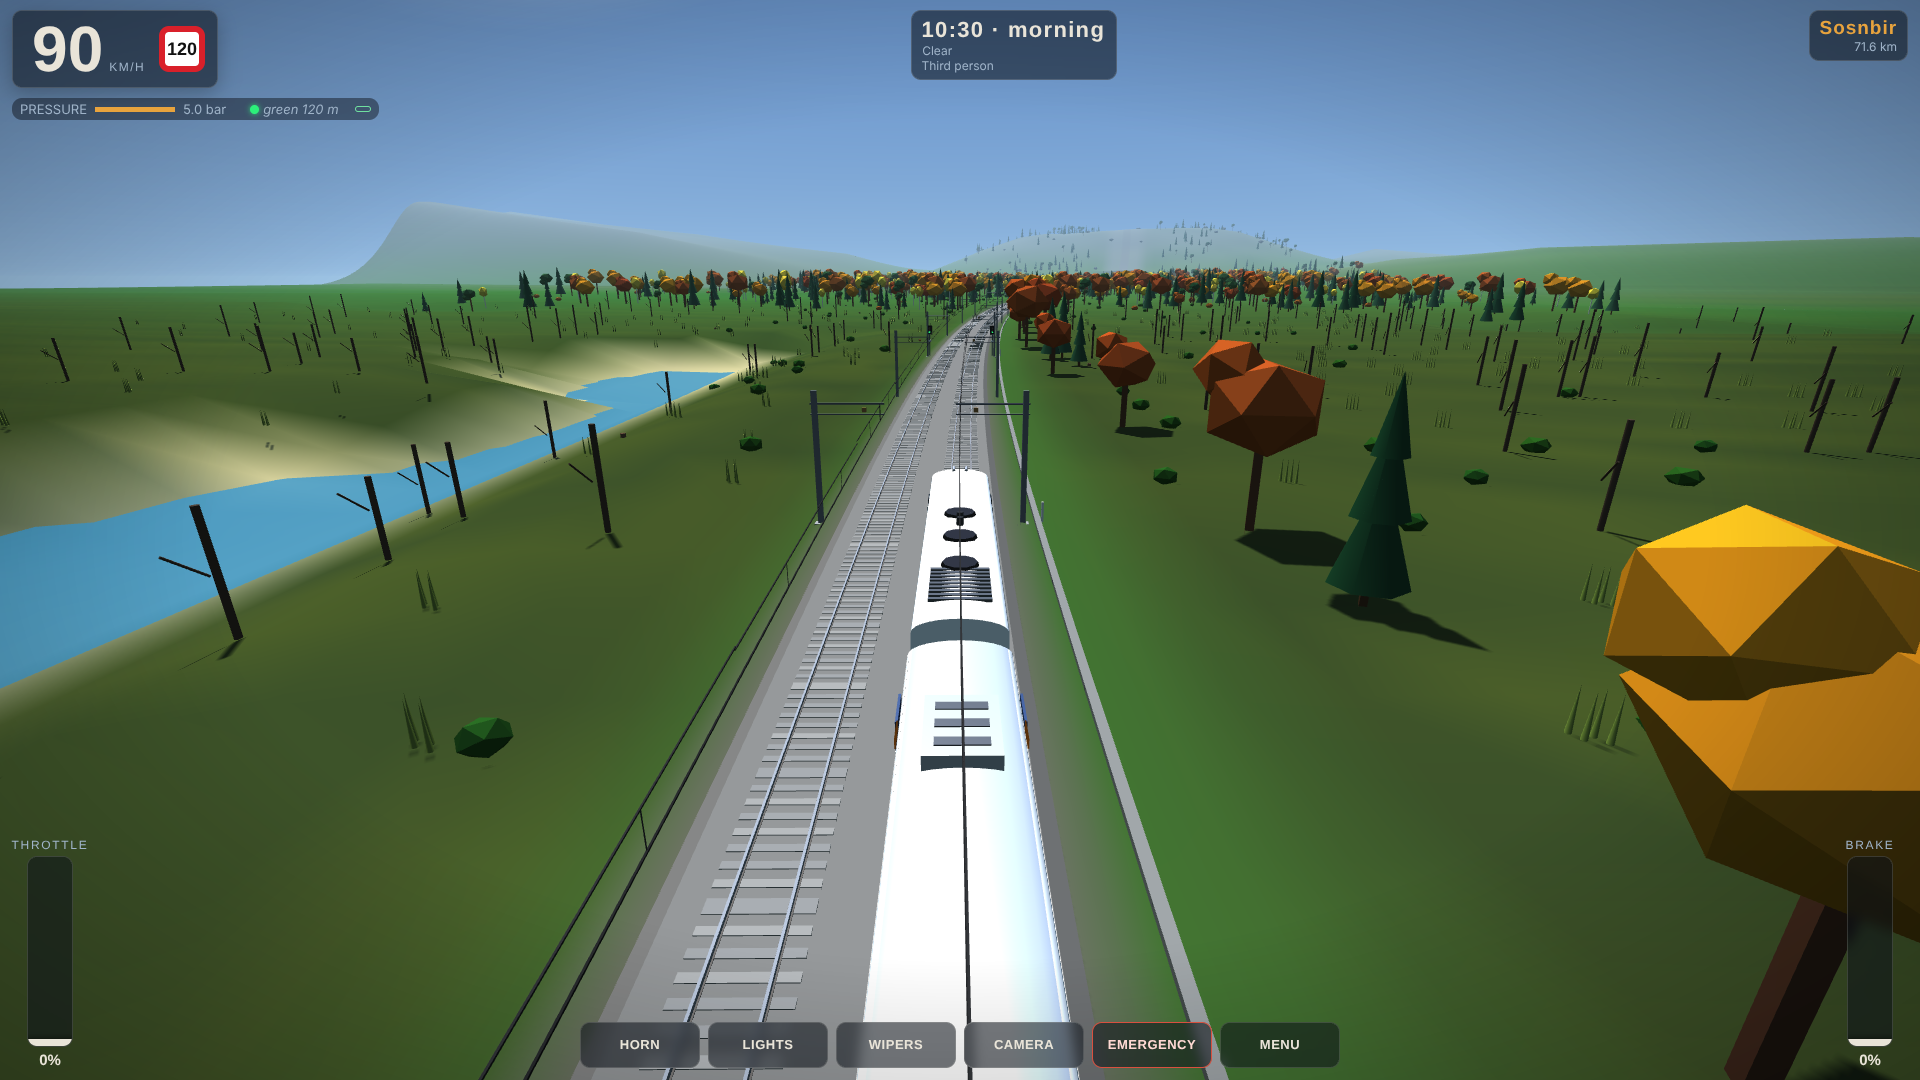 90 KM/H 120
PRESSURE 5.0 bar green 120 m
10:30 · morning
Clear
Third person
Sosnbir
71.6 km
THROTTLE
0%
BRAKE
0%
HORN LIGHTS WIPERS CAMERA EMERGENCY MENU